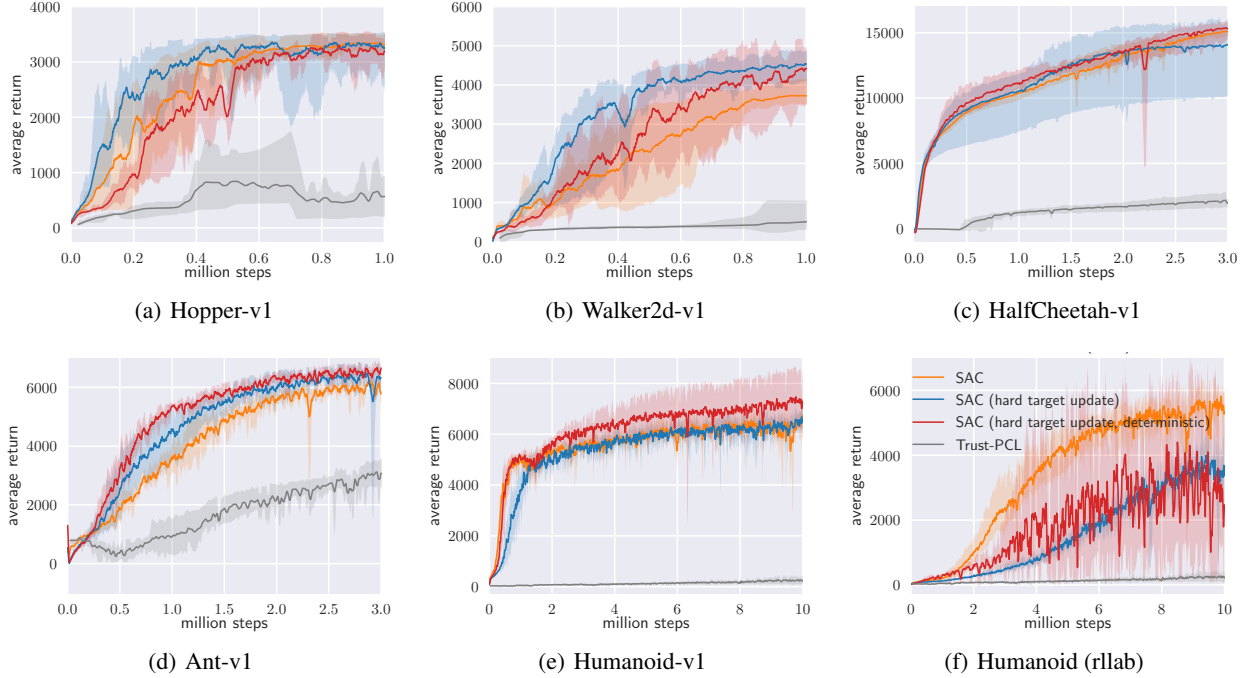 4000
3000
2000
1000
0
average return
0.0 0.2 0.4 0.6 0.8 1.0
million steps
(a) Hopper-v1
6000
5000
4000
3000
2000
1000
0
average return
0.0 0.2 0.4 0.6 0.8 1.0
million steps
(b) Walker2d-v1
15000
10000
5000
0
average return
0.0 0.5 1.0 1.5 2.0 2.5 3.0
million steps
(c) HalfCheetah-v1
6000
4000
2000
0
average return
0.0 0.5 1.0 1.5 2.0 2.5 3.0
million steps
(d) Ant-v1
8000
6000
4000
2000
0
average return
0 2 4 6 8 10
million steps
(e) Humanoid-v1
6000
4000
2000
0
average return
SAC
SAC (hard target update)
SAC (hard target update, deterministic)
Trust-PCL
0 2 4 6 8 10
million steps
(f) Humanoid (rllab)